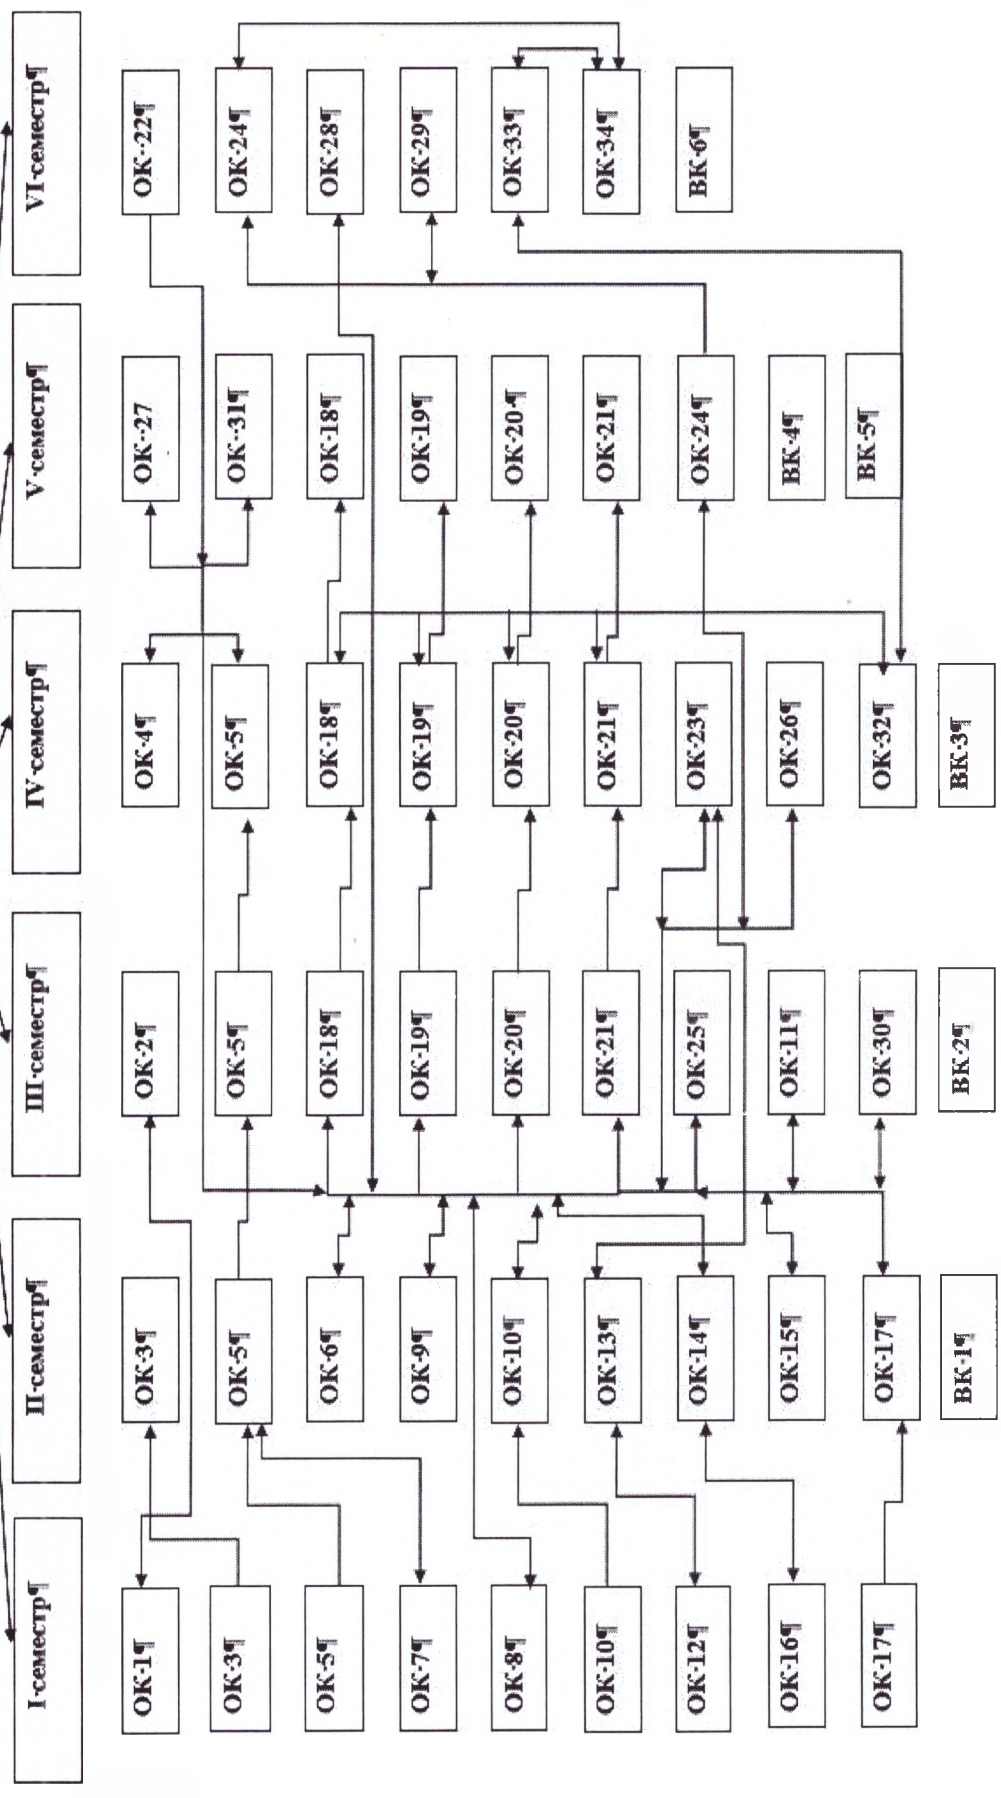 I·семестр¶
ОК·1¶
ОК·3¶
ОК·5¶
ОК·7¶
ОК·8¶
ОК·10¶
ОК·12¶
ОК·16¶
ОК·17¶
II·семестр¶
ОК·3¶
ОК·5¶
ОК·6¶
ОК·9¶
ОК·10¶
ОК·13¶
ОК·14¶
ОК·15¶
ОК·17¶
ВК·1¶
III·семестр¶
ОК·2¶
ОК·5¶
ОК·18¶
ОК·19¶
ОК·20¶
ОК·21¶
ОК·25¶
ОК·11¶
ОК·30¶
ВК·2¶
IV·семестр¶
ОК·4¶
ОК·5¶
ОК·18¶
ОК·19¶
ОК·20¶
ОК·21¶
ОК·23¶
ОК·26¶
ОК·32¶
ВК·3¶
V·семестр¶
ОК·-27
ОК·-31¶
ОК·18¶
ОК·19¶
ОК·20·¶
ОК·21¶
ОК·24¶
ВК·4¶
ВК·5¶
VI·семестр¶
ОК·-22¶
ОК·24¶
ОК·28¶
ОК·29¶
ОК·33¶
ОК·34¶
ВК·6¶